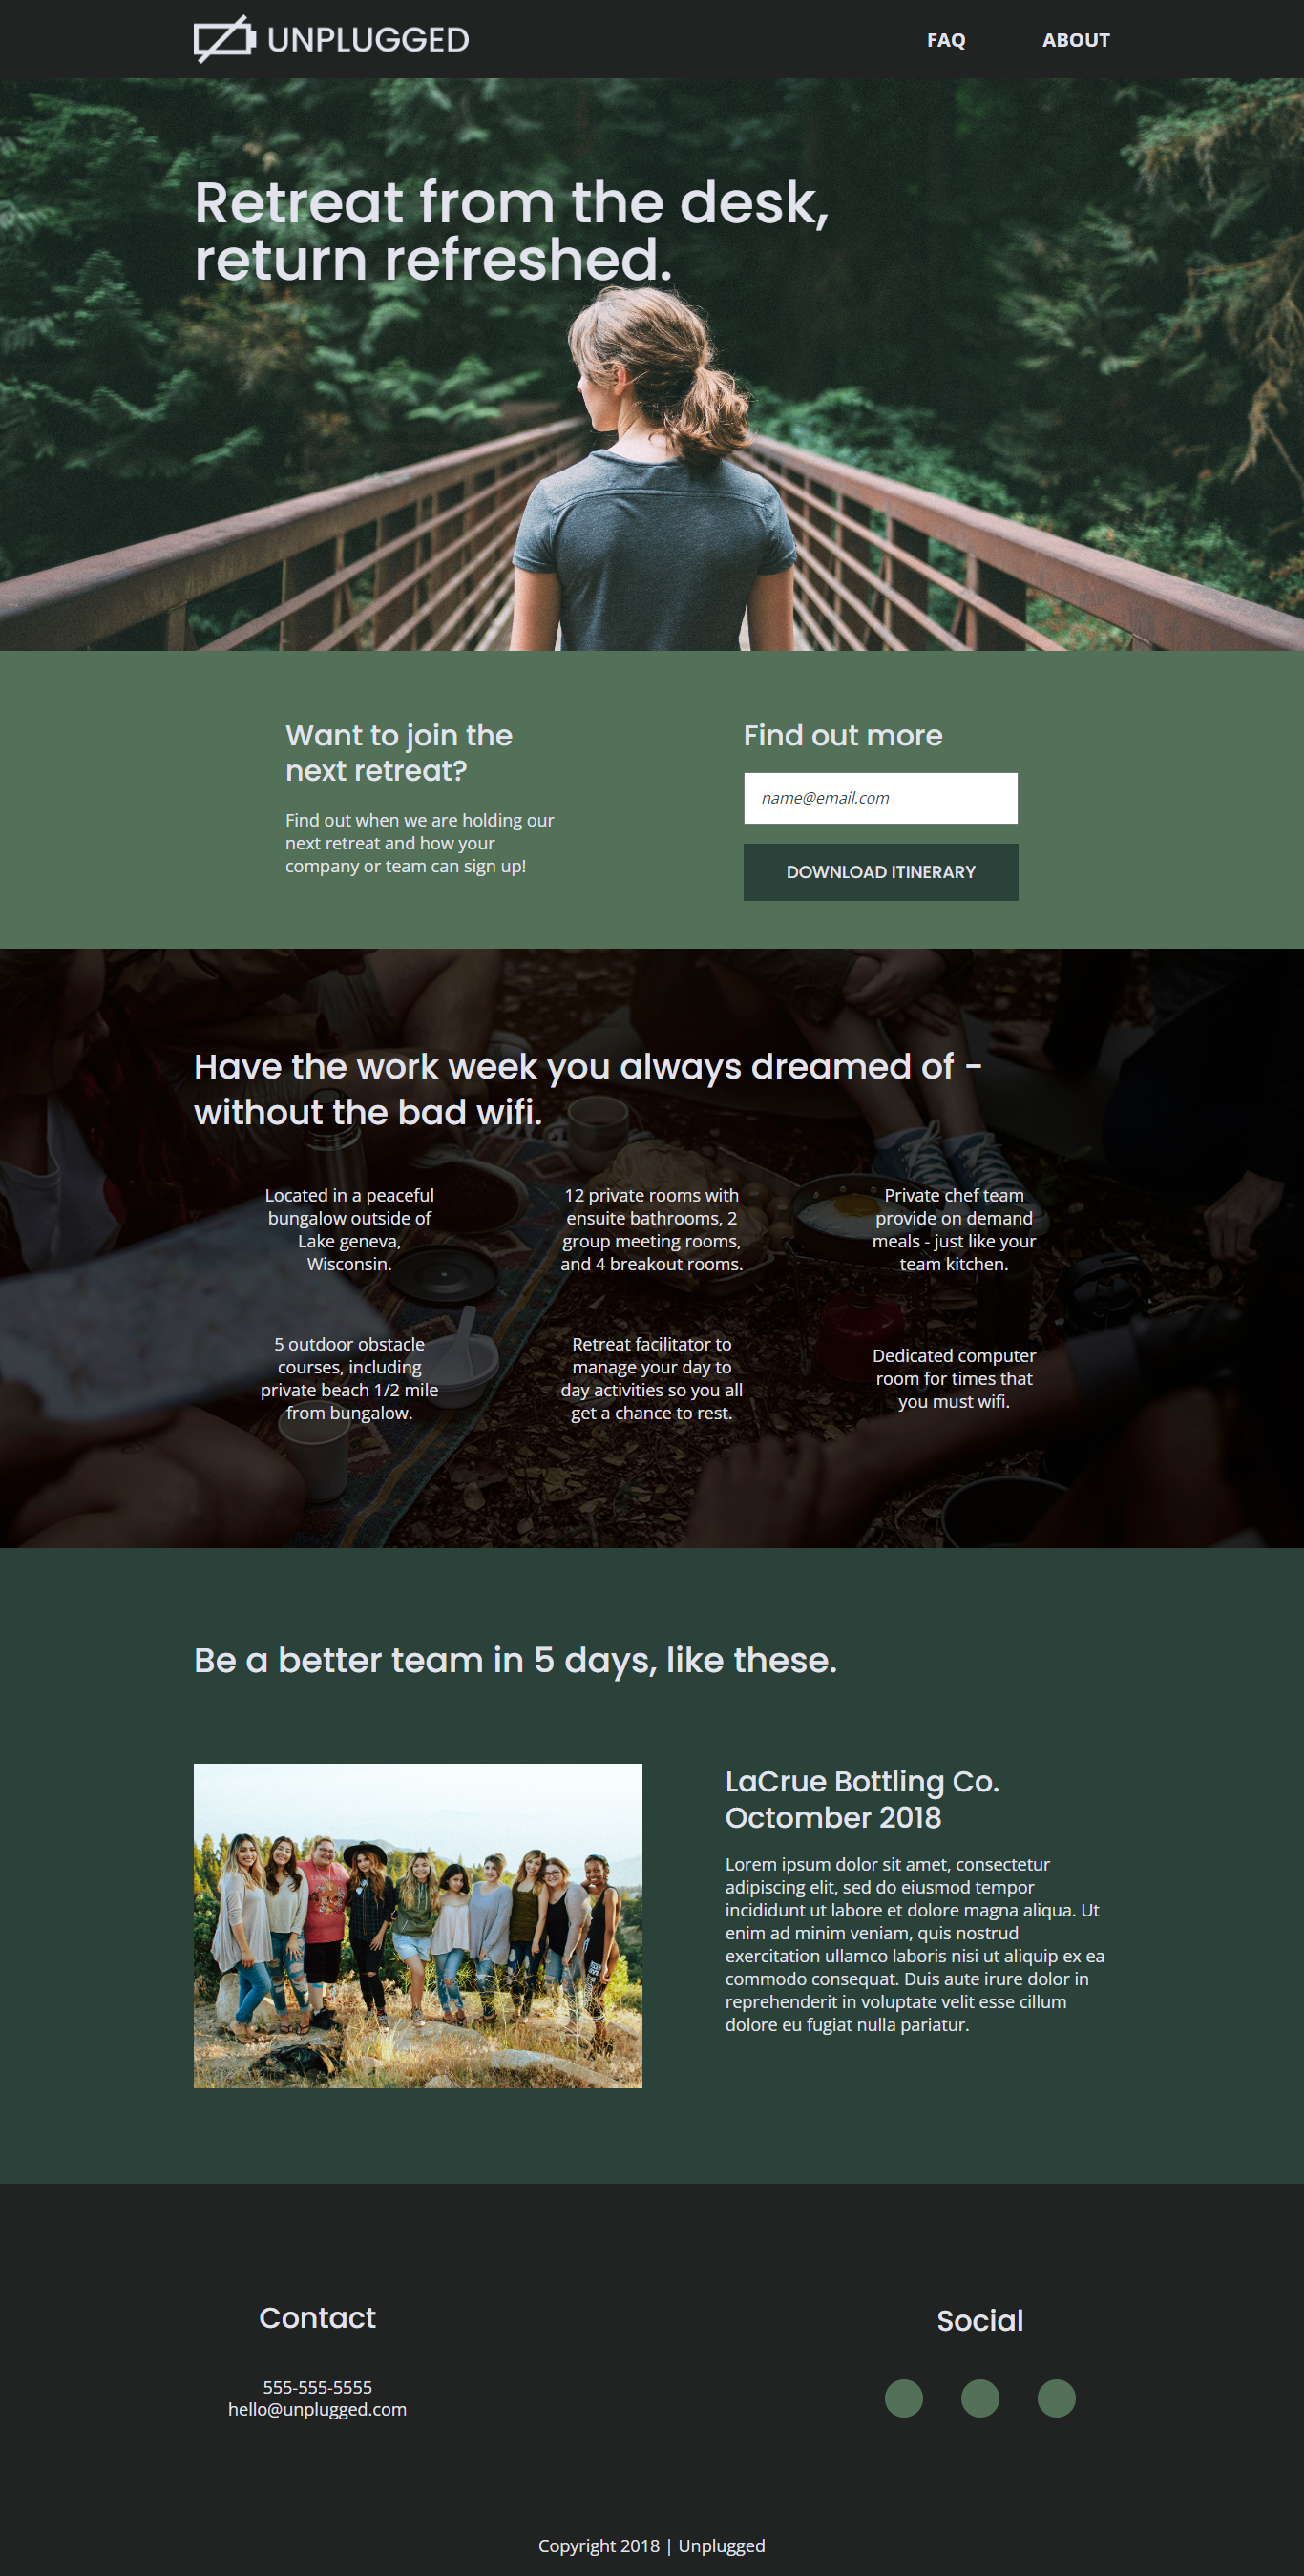 UNPLUGGED
FAQ
ABOUT
Retreat from the desk,
return refreshed.
Want to join the
next retreat?
Find out when we are holding our
next retreat and how your
company or team can sign up!
Find out more
name@email.com
DOWNLOAD ITINERARY
Have the work week you always dreamed of -
without the bad wifi.
Located in a peaceful
bungalow outside of
Lake geneva,
Wisconsin.
12 private rooms with
ensuite bathrooms, 2
group meeting rooms,
and 4 breakout rooms.
Private chef team
provide on demand
meals - just like your
team kitchen.
5 outdoor obstacle
courses, including
private beach 1/2 mile
from bungalow.
Retreat facilitator to
manage your day to
day activities so you all
get a chance to rest.
Dedicated computer
room for times that
you must wifi.
Be a better team in 5 days, like these.
LaCrue Bottling Co.
Octomber 2018
Lorem ipsum dolor sit amet, consectetur
adipiscing elit, sed do eiusmod tempor
incididunt ut labore et dolore magna aliqua. Ut
enim ad minim veniam, quis nostrud
exercitation ullamco laboris nisi ut aliquip ex ea
commodo consequat. Duis aute irure dolor in
reprehenderit in voluptate velit esse cillum
dolore eu fugiat nulla pariatur.
Contact
555-555-5555
hello@unplugged.com
Social
Copyright 2018 | Unplugged